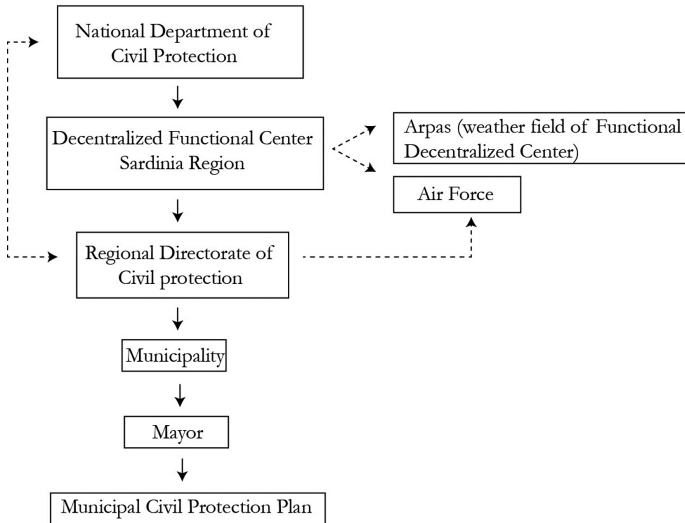 National Department of
Civil Protection
Decentralized Functional Center
Sardinia Region
Arpas (weather field of Functional
Decentralized Center)
Air Force
Regional Directorate of
Civil protection
Municipality
Mayor
Municipal Civil Protection Plan